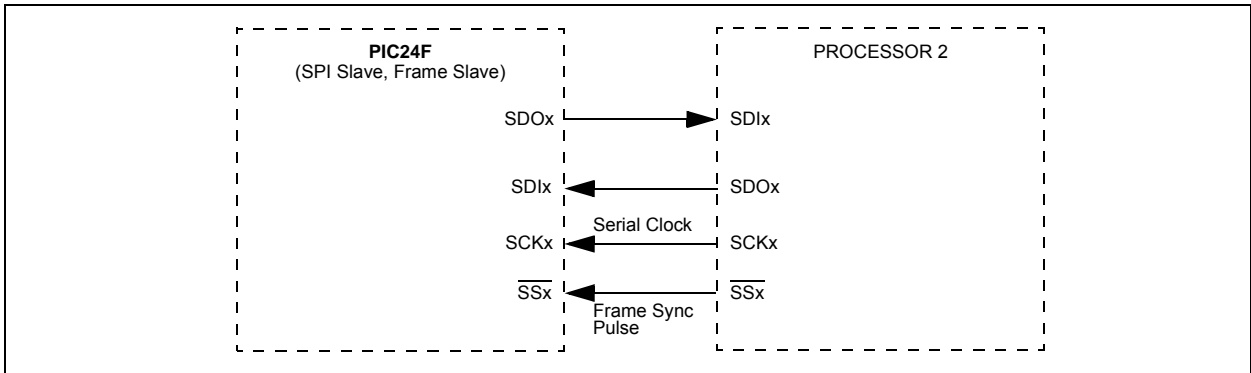 PIC24F
(SPI Slave, Frame Slave)
PROCESSOR 2
SDOx
SDIx
SDIx
SDOx
Serial Clock
SCKx
SCKx
SSx
SSx
Frame Sync
Pulse